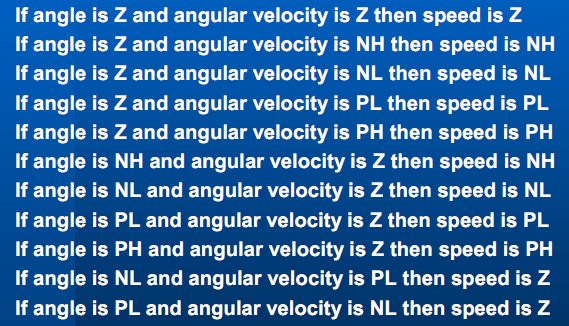 If angle is Z and angular velocity is Z then speed is Z
If angle is Z and angular velocity is NH then speed is NH
If angle is Z and angular velocity is NL then speed is NL
If angle is Z and angular velocity is PL then speed is PL
If angle is Z and angular velocity is PH then speed is PH
If angle is NH and angular velocity is Z then speed is NH
If angle is NL and angular velocity is Z then speed is NL
If angle is PL and angular velocity is Z then speed is PL
If angle is PH and angular velocity is Z then speed is PH
If angle is NL and angular velocity is PL then speed is Z
If angle is PL and angular velocity is NL then speed is Z